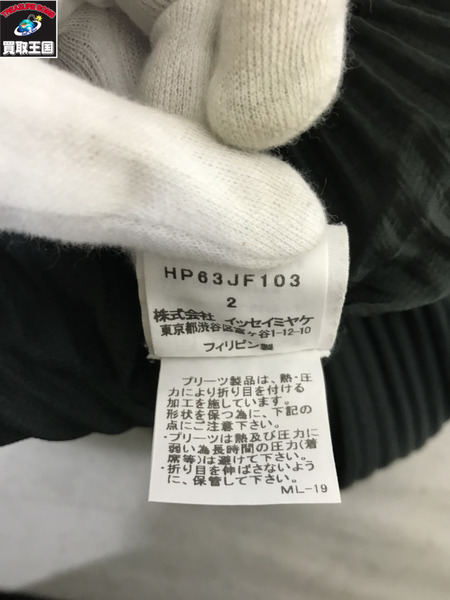 TREASURE KINGDOM
買取王国
HP63JF103
2
株式会社 イッセイミヤケ
東京都渋谷区富ヶ谷1-12-10
フィリピン製
プリーツ製品は、熱・圧
力により折り目を付ける
加工を施しています。
形状を保つ為に、下記の
点にご留意下さい。
・プリーツは熱及び圧力に
弱い為長時間の圧力(着
席等)は避けて下さい。
・折り目を伸ばさないよう
に、保管して下さい。
ML-19